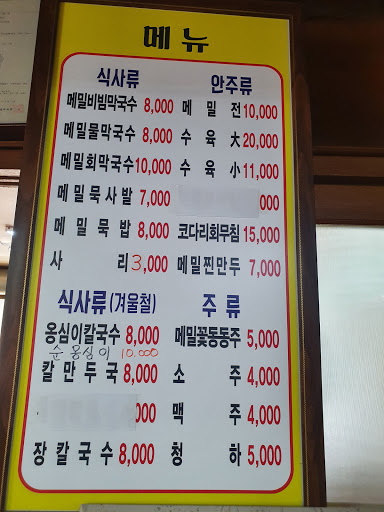 메뉴
식사류
메밀비빔막국수 8,000
메밀물막국수 8,000
메밀회막국수 10,000
메밀묵사발 7,000
메밀묵밥 8,000
사리 3,000
안주류
메밀전 10,000
수육 大 20,000
수육 小 11,000
000
코다리회무침 15,000
메밀찐만두 7,000
식사류(겨울철)
옹심이칼국수 8,000
순옹심이 10.000
칼만두국 8,000
000
장칼국수 8,000
주류
메밀꽃동동주 5,000
소주 4,000
맥주 4,000
청하 5,000